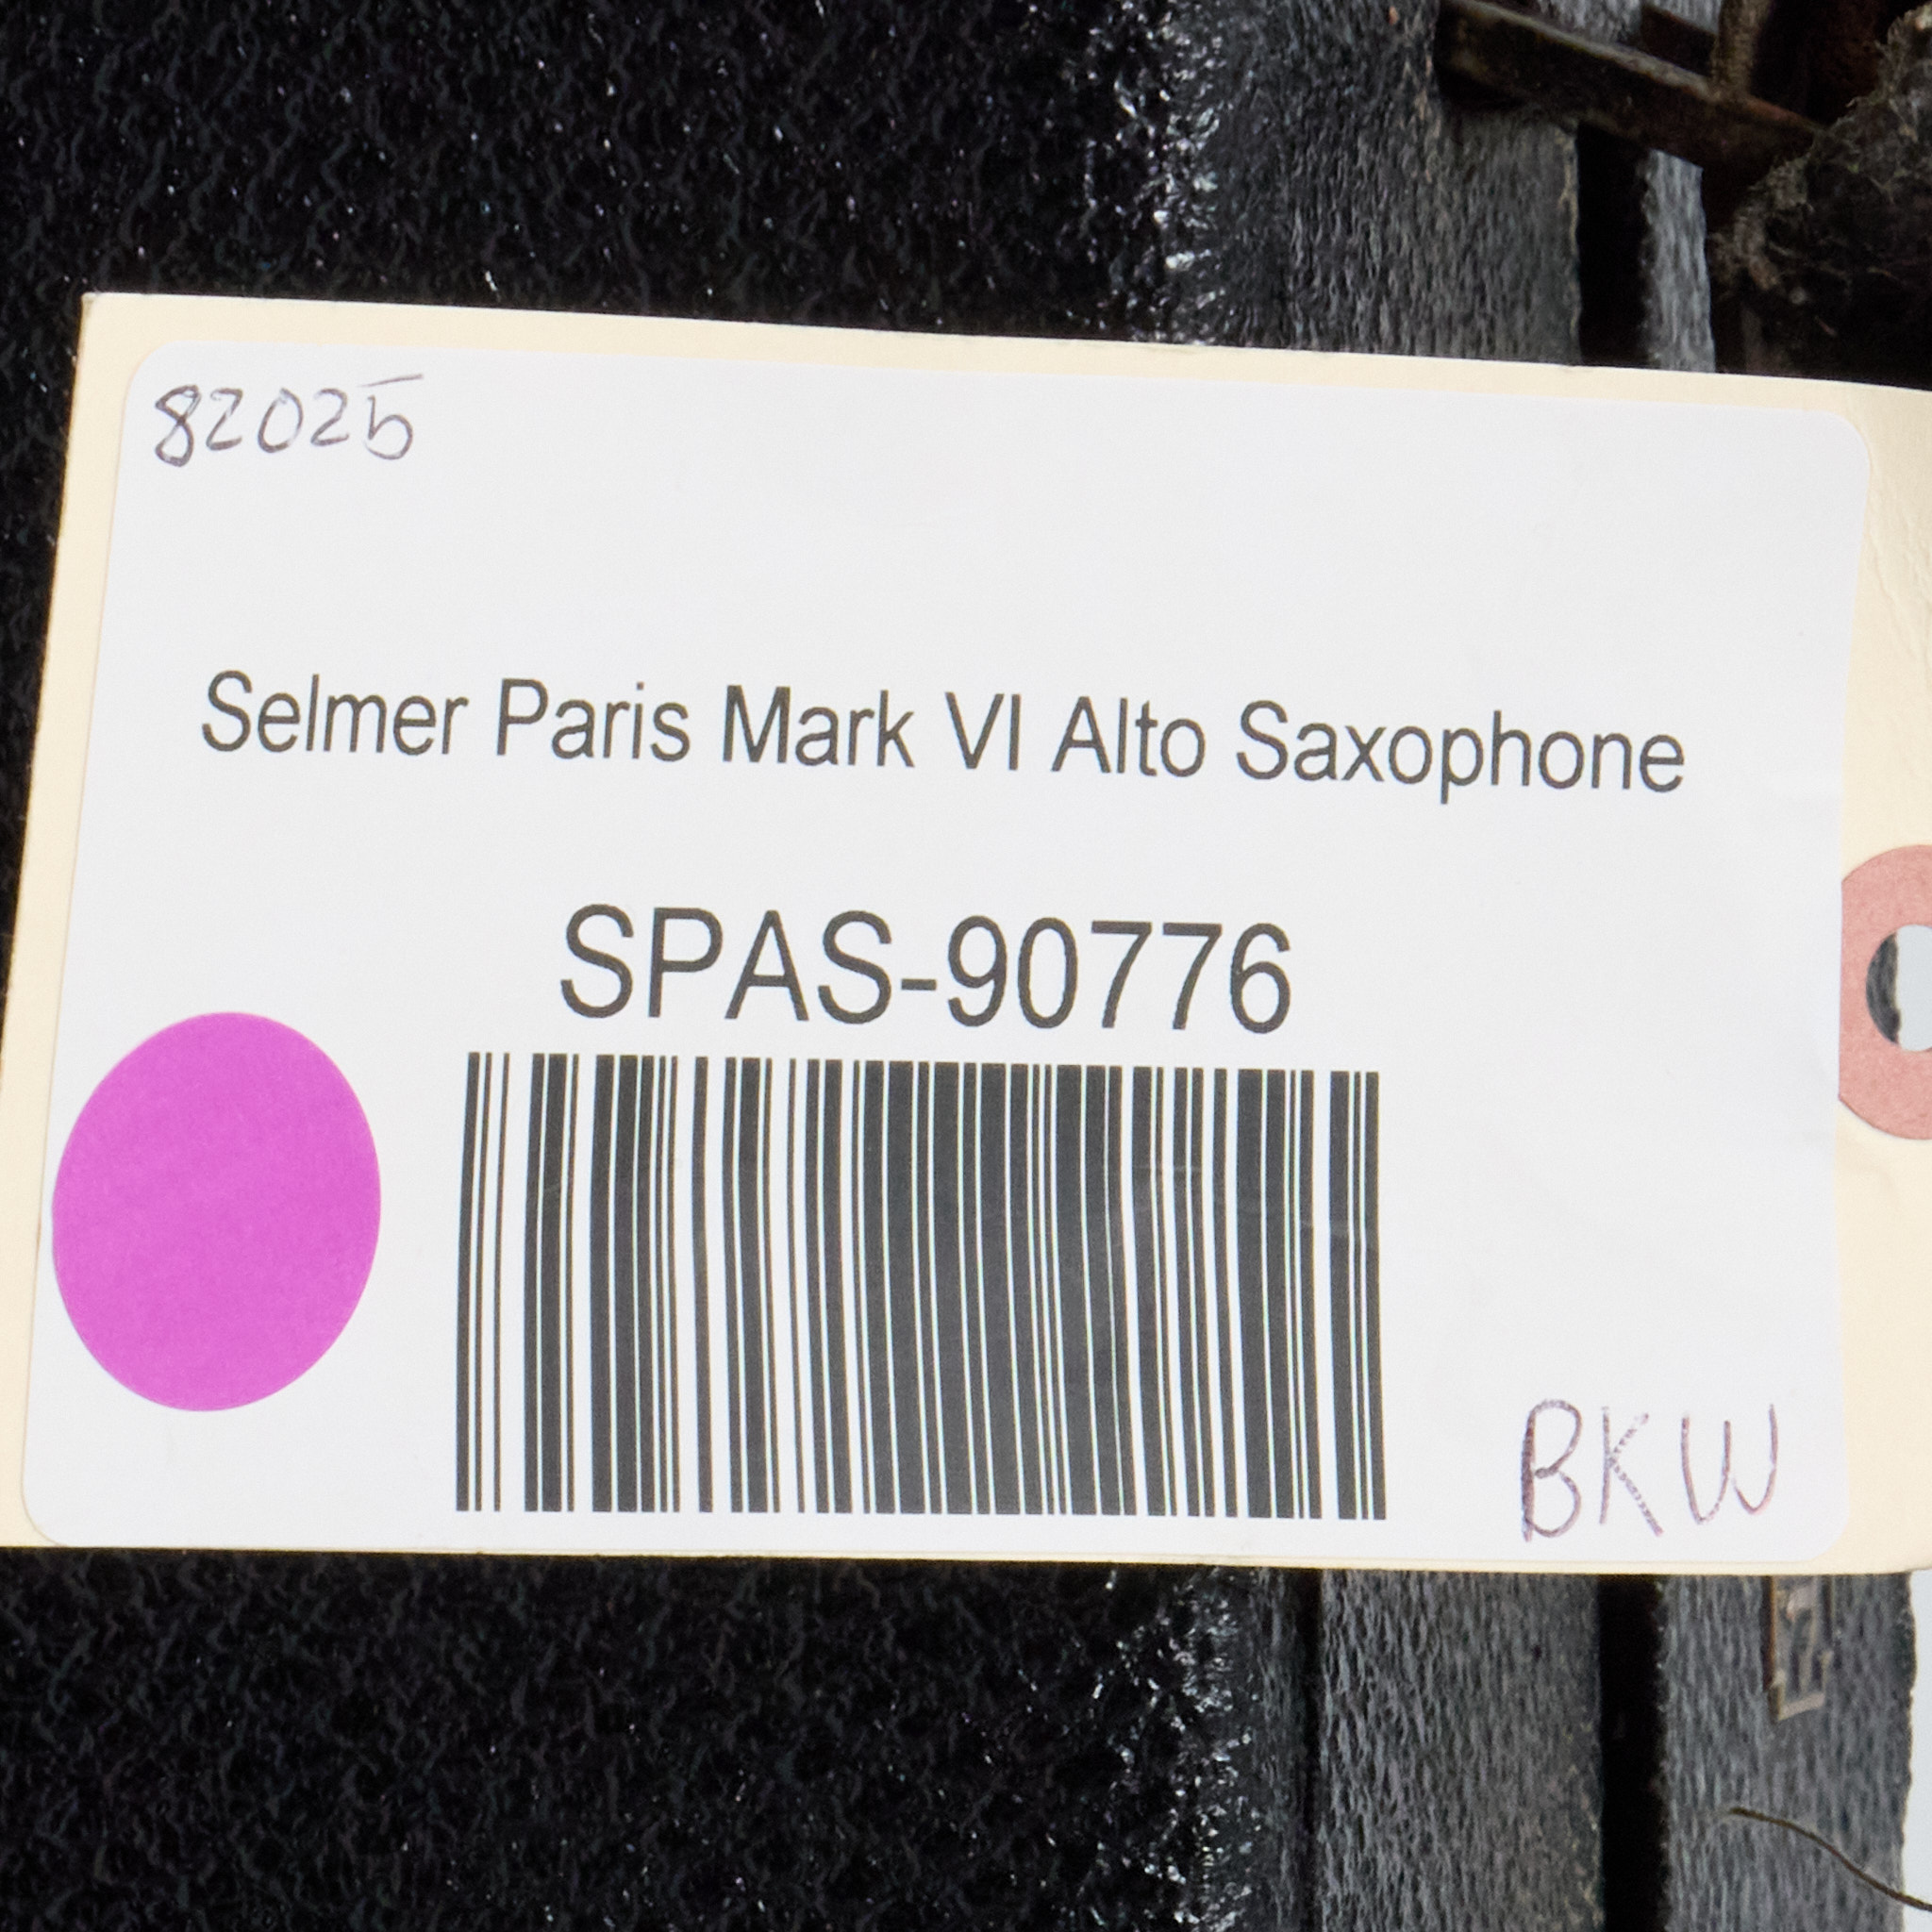 82025
Selmer Paris Mark VI Alto Saxophone
SPAS-90776
BKW